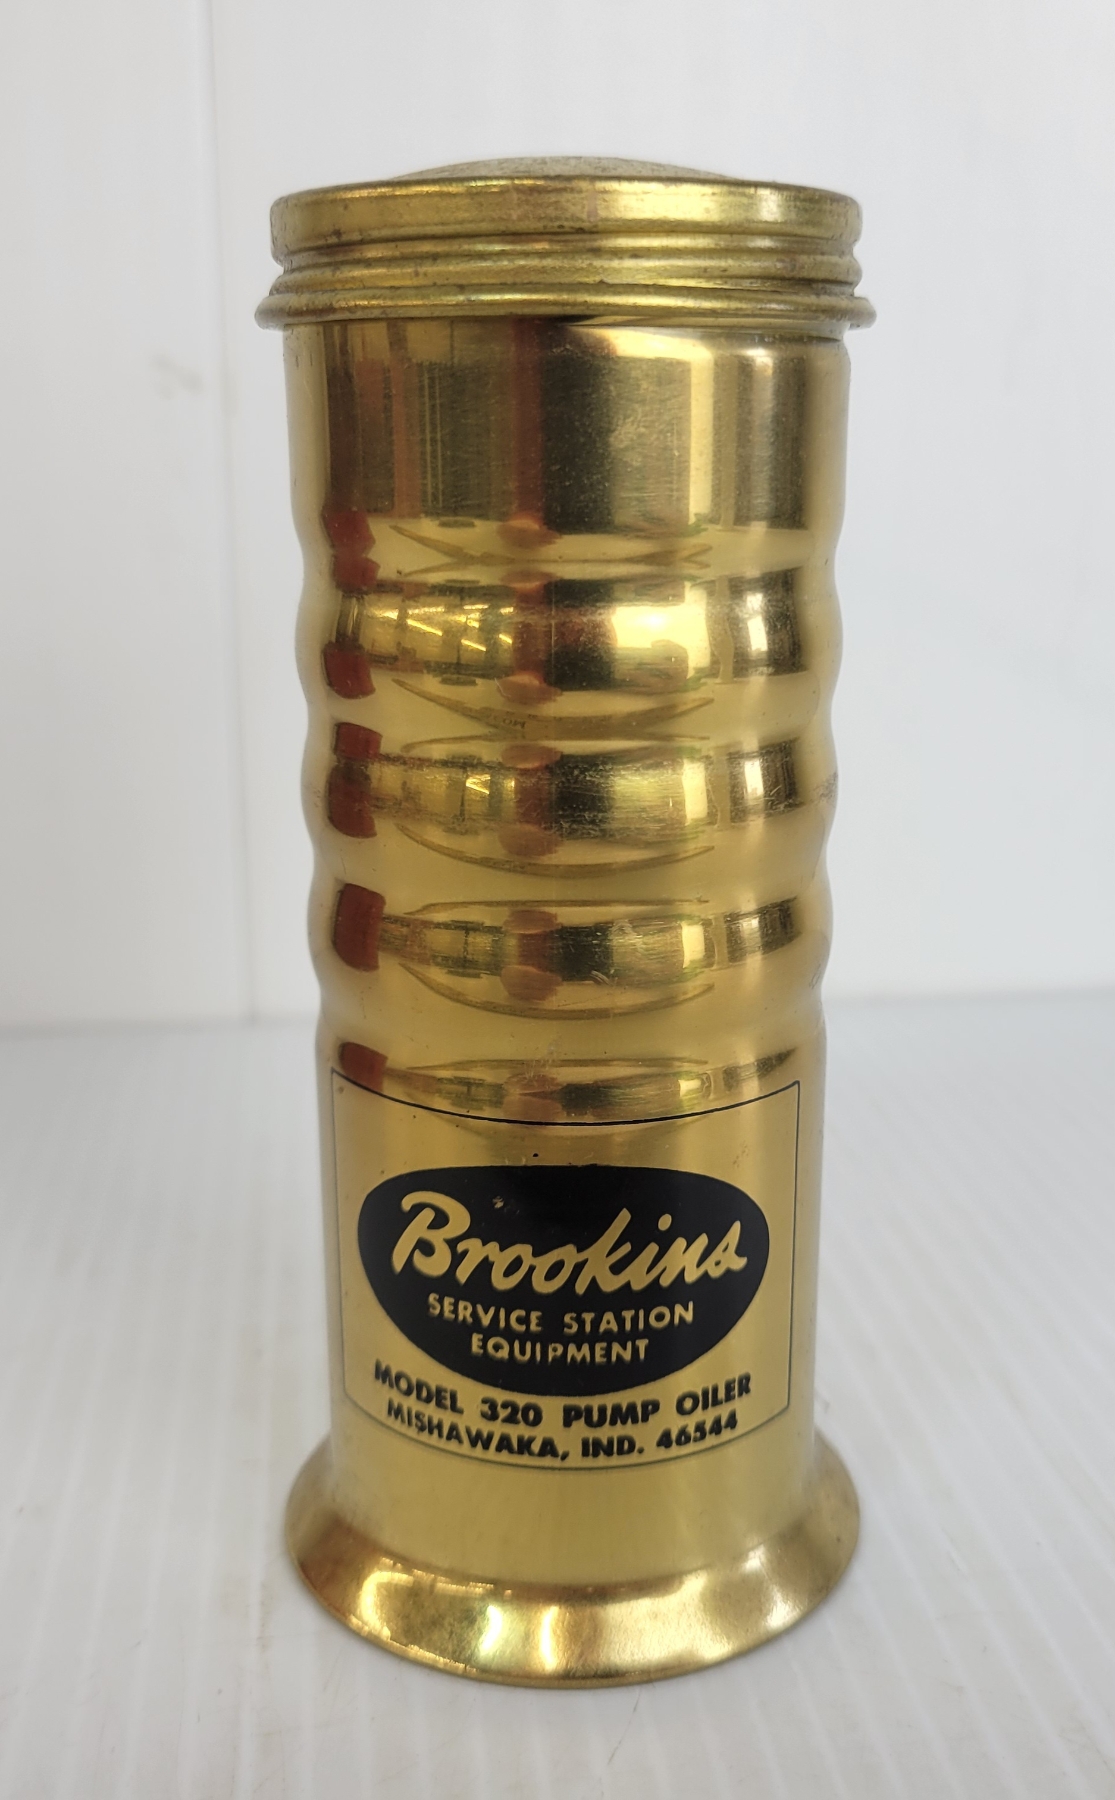 Brookins
SERVICE STATION
EQUIPMENT
MODEL 320 PUMP OILER
MISHAWAKA, IND. 46544